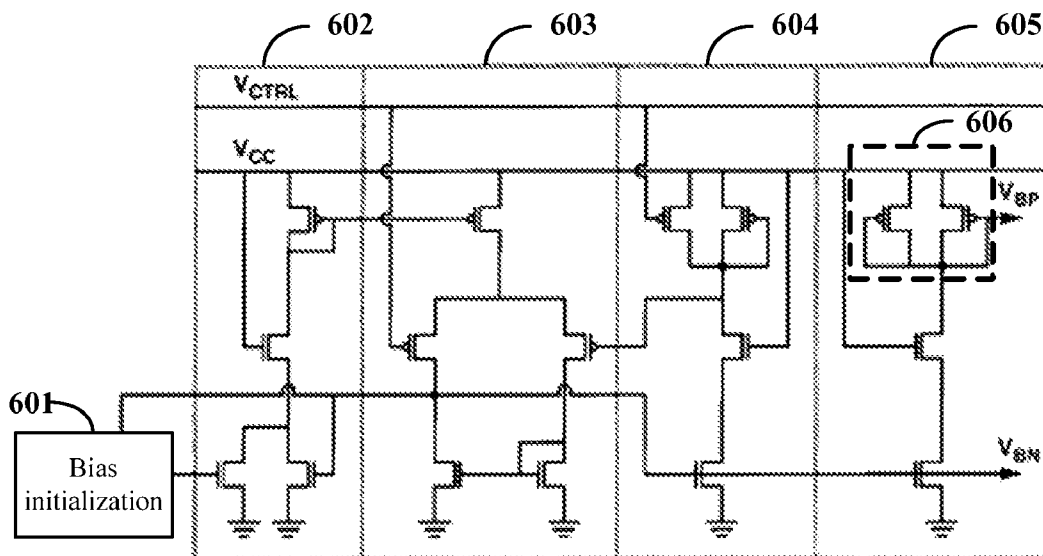 602
603
604
605
V_CTRL
606
V_CC
V_BP
601
Bias
initialization
V_BN